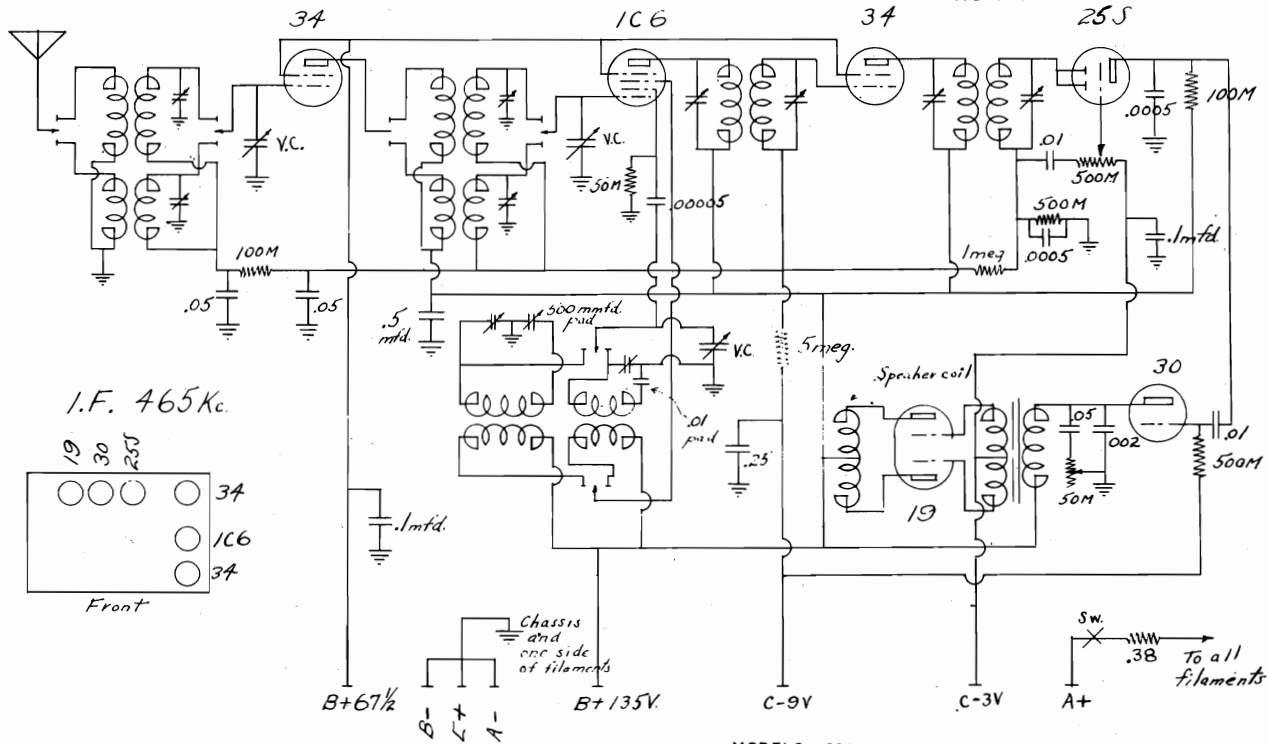 34
1C6
34
25S
V.C.
V.C.
50M
.00005
.0005
100M
.01
500M
500M
.0005
.1mfd.
100M
1meg
.05
.05
.5
mfd.
500 mmfd.
pad
V.C.
5meg.
.01
pad
Speaker coil
30
.05
.002
.01
500M
50M
.25
19
I.F. 465Kc.
19
30
25S
34
1C6
34
Front
.1mfd.
Chassis
and
one side
of filaments
Sw.
.38
To all
filaments
B+67½
B-
C+
A-
B+135V.
C-9V
C-3V
A+